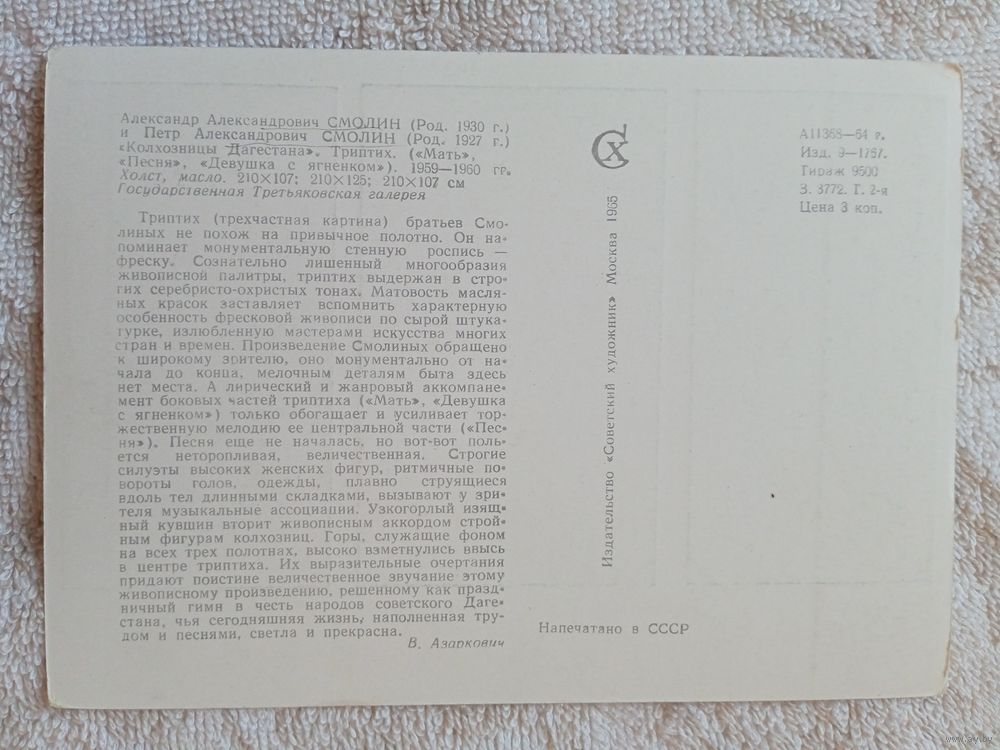 Александр Александрович СМОЛИН (Род. 1930 г.)
и Петр Александрович СМОЛИН (Род. 1927 г.)
«Колхозницы Дагестана». Триптих. («Мать»,
«Песня», «Девушка с ягненком»). 1959—1960 гг.
Холст, масло. 210×107; 210×125; 210×107 см
Государственная Третьяковская галерея
Триптих (трехчастная картина) братьев Смо-
линых не похож на привычное полотно. Он на-
поминает монументальную стенную роспись —
фреску. Сознательно лишенный многообразия
живописной палитры, триптих выдержан в стро-
гих серебристо-охристых тонах. Матовость масля-
ных красок заставляет вспомнить характерную
особенность фресковой живописи по сырой штука-
турке, излюбленную мастерами искусства многих
стран и времен. Произведение Смолиных обращено
к широкому зрителю, оно монументально от на-
чала до конца, мелочным деталям быта здесь
нет места. А лирический и жанровый аккомпане-
мент боковых частей триптиха («Мать», «Девушка
с ягненком») только обогащает и усиливает тор-
жественную мелодию ее центральной части («Пес-
ня»). Песня еще не началась, но вот-вот поль-
ется неторопливая, величественная. Строгие
силуэты высоких женских фигур, ритмичные по-
вороты голов, одежды, плавно струящиеся
вдоль тел длинными складками, вызывают у зри-
теля музыкальные ассоциации. Узкогорлый изящ-
ный кувшин вторит живописным аккордом строй-
ным фигурам колхозниц. Горы, служащие фоном
на всех трех полотнах, высоко взметнулись ввысь
в центре триптиха. Их выразительные очертания
придают поистине величественное звучание этому
живописному произведению, решенному как празд-
ничный гимн в честь народов советского Даге-
стана, чья сегодняшняя жизнь, наполненная тру-
дом и песнями, светла и прекрасна.
В. Азаркович
Издательство «Советский художник» Москва 1965
СХ
А11368—64 г.
Изд. 9—1757.
Тираж 9500
З. 3772. Г. 2-я
Цена 3 коп.
Напечатано в СССР
www.ay.by